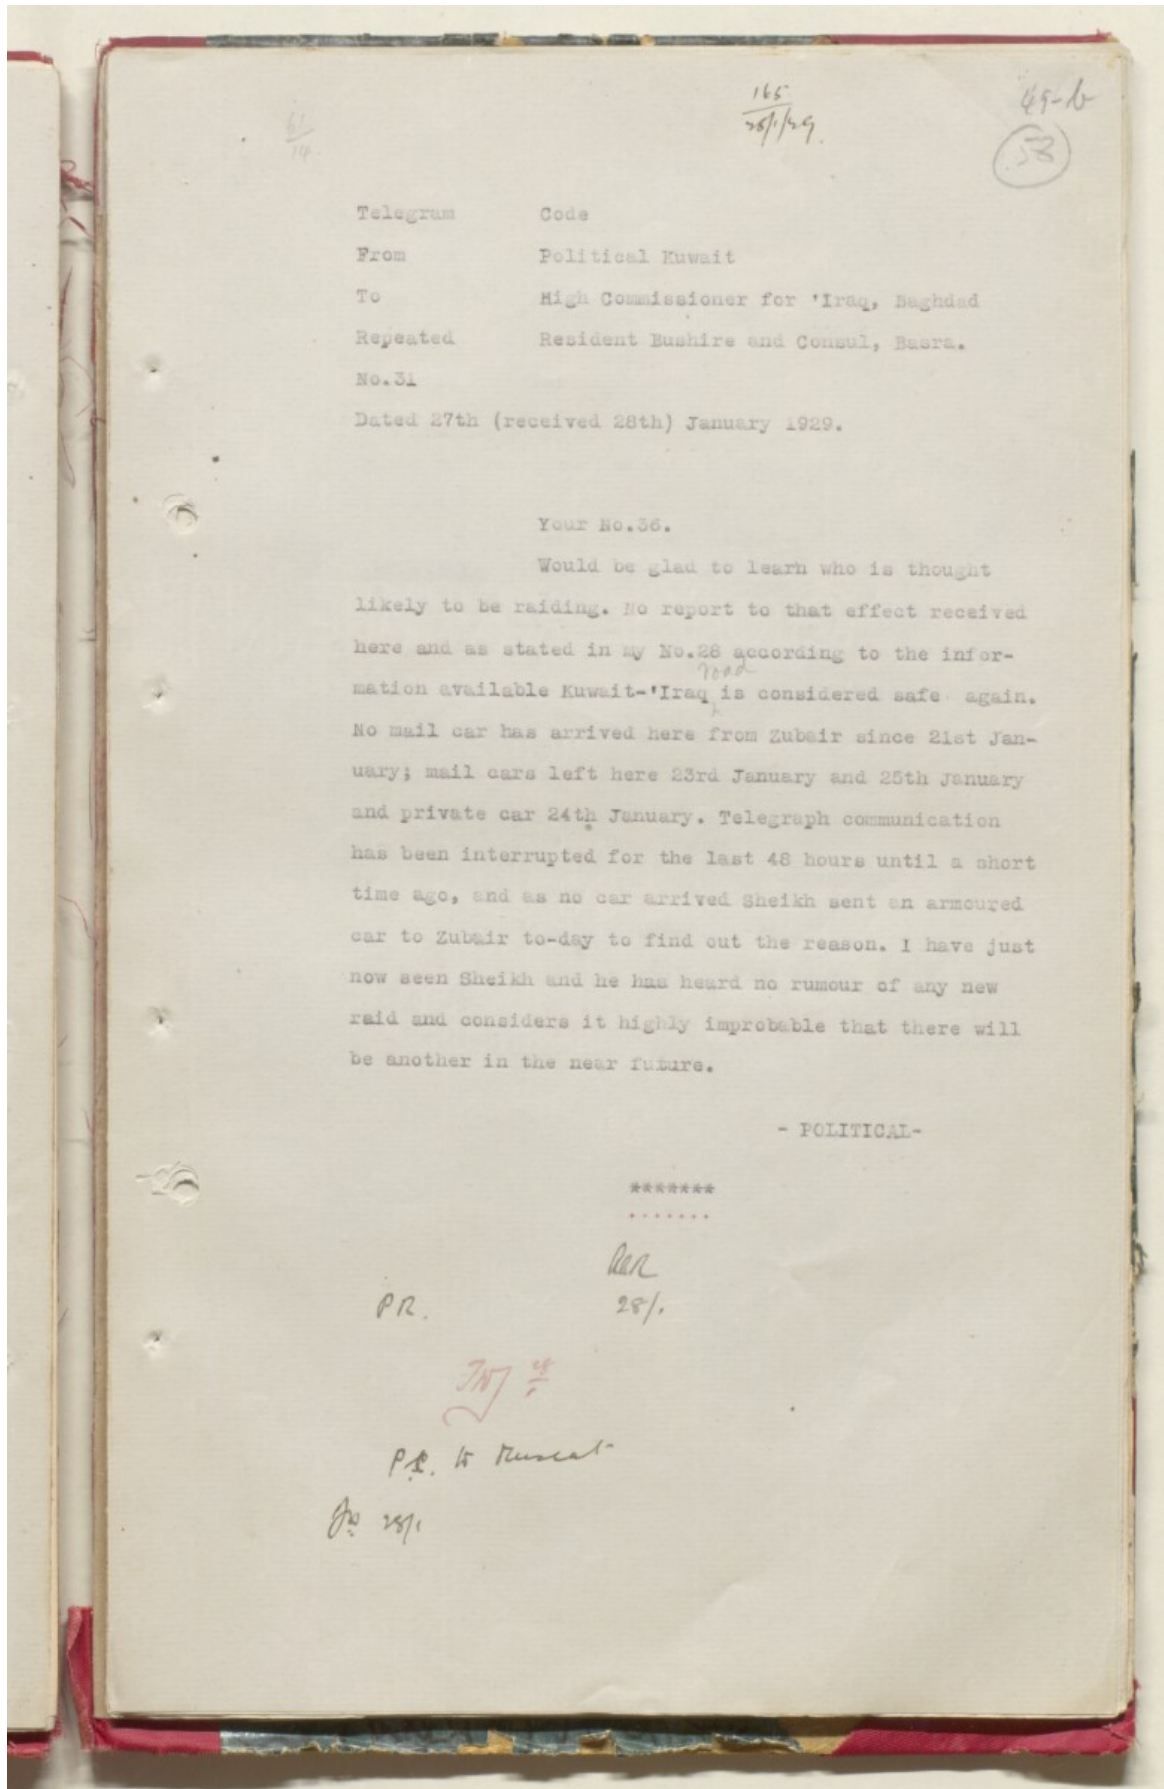 165
28/1/29.
49-b
61
14
58
Telegram Code
From Political Kuwait
To High Commissioner for 'Iraq, Baghdad
Repeated Resident Bushire and Consul, Basra.
No.31
Dated 27th (received 28th) January 1929.
Your No.36.
Would be glad to learn who is thought
likely to be raiding. No report to that effect received
here and as stated in my No.28 according to the infor-
mation available Kuwait-'Iraq road is considered safe again.
No mail car has arrived here from Zubair since 21st Jan-
uary; mail cars left here 23rd January and 25th January
and private car 24th January. Telegraph communication
has been interrupted for the last 48 hours until a short
time ago, and as no car arrived Sheikh sent an armoured
car to Zubair to-day to find out the reason. I have just
now seen Sheikh and he has heard no rumour of any new
raid and considers it highly improbable that there will
be another in the near future.
- POLITICAL-
*******
.......
28/1
P R.
28
1
P.R. to Muscat
28/1